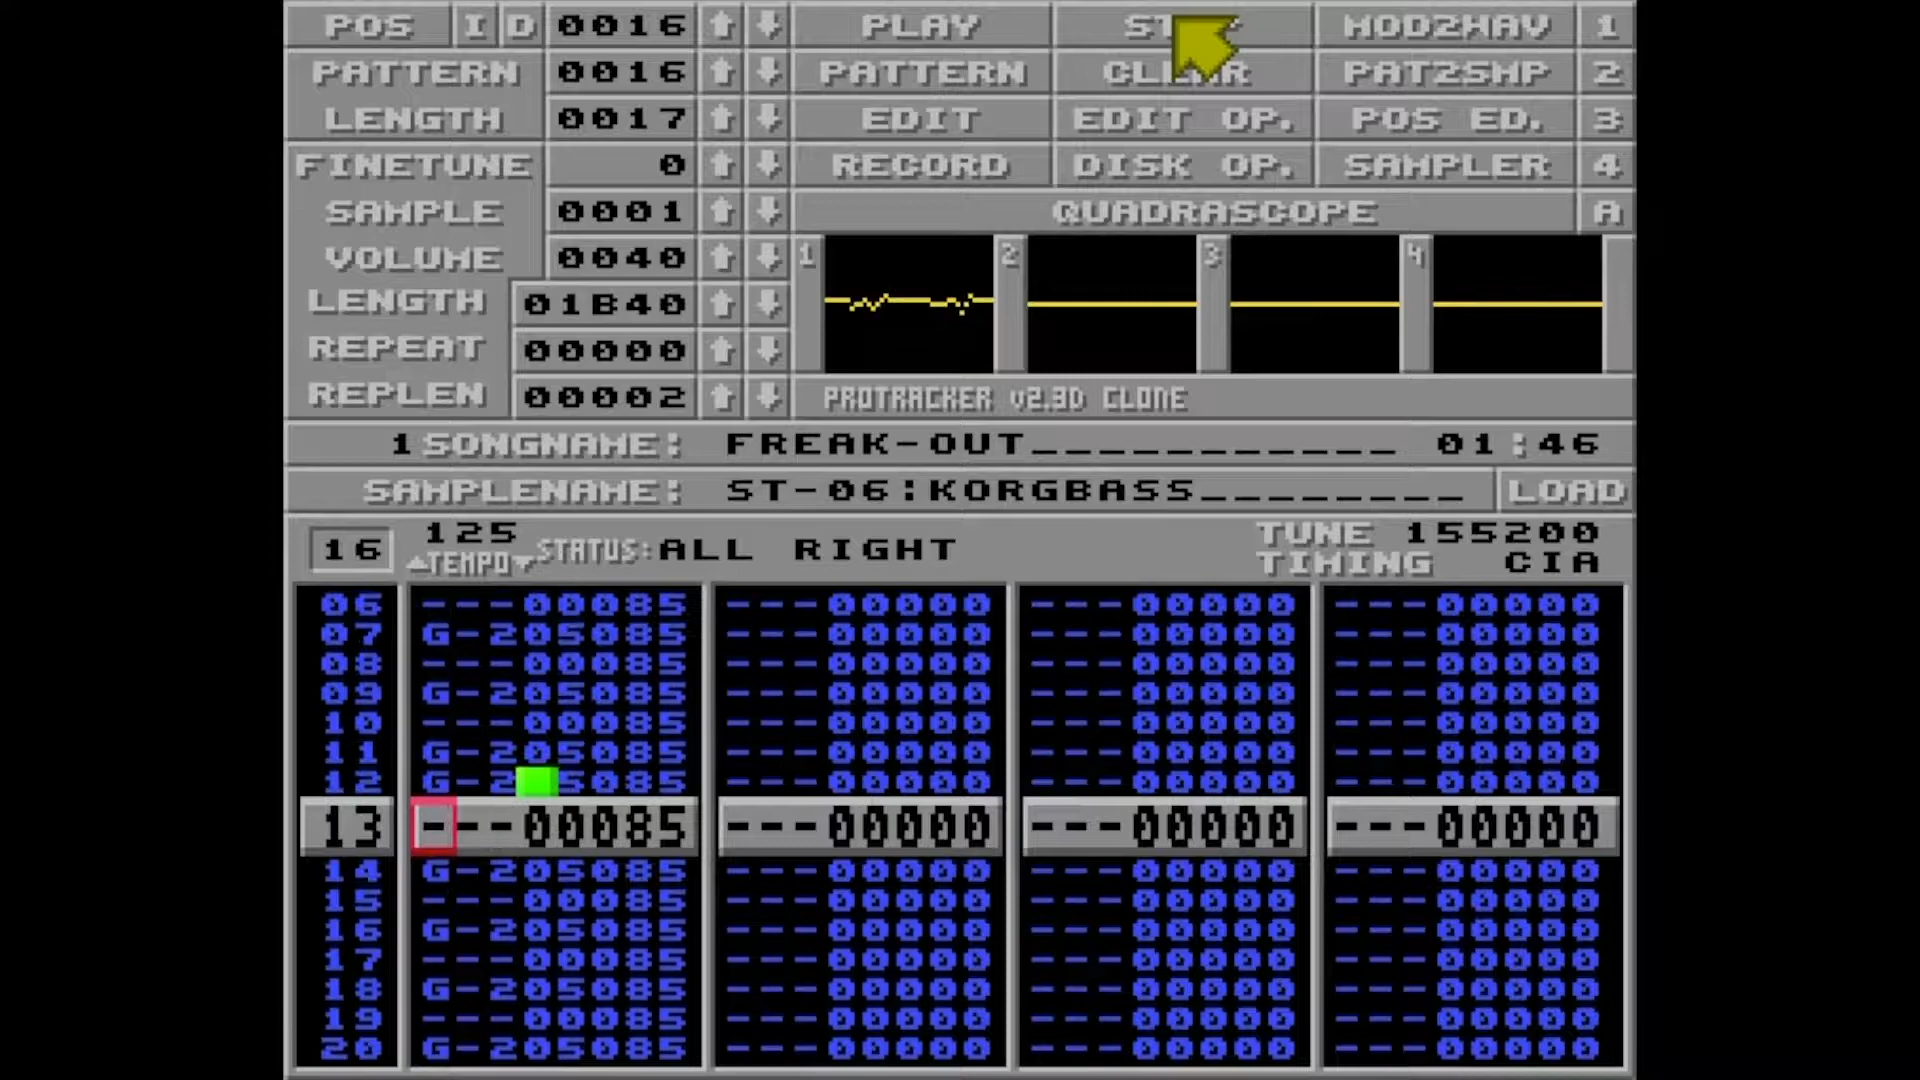 POS I D 0016 PLAY MOD2WAV 1
PATTERN 0016 PATTERN CLEAR PAT2SMP 2
LENGTH 0017 EDIT EDIT OP. POS ED. 3
FINETUNE 0 RECORD DISK OP. SAMPLER 4
SAMPLE 0001 QUADRASCOPE A
VOLUME 0040 1 2 3 4
LENGTH 01B40
REPEAT 00000
REPLEN 00002 PROTRACKER v2.3D CLONE
1 SONGNAME: FREAK-OUT___________ 01:46
SAMPLENAME: ST-06:KORGBASS________ LOAD
16 125 TEMPO STATUS: ALL RIGHT TUNE 155200
TIMING CIA
06 ---00085 ---00000 ---00000 ---00000
07 G-205085 ---00000 ---00000 ---00000
08 ---00085 ---00000 ---00000 ---00000
09 G-205085 ---00000 ---00000 ---00000
10 ---00085 ---00000 ---00000 ---00000
11 G-205085 ---00000 ---00000 ---00000
12 G-2 5085 ---00000 ---00000 ---00000
13 ---00085 ---00000 ---00000 ---00000
14 G-205085 ---00000 ---00000 ---00000
15 ---00085 ---00000 ---00000 ---00000
16 G-205085 ---00000 ---00000 ---00000
17 ---00085 ---00000 ---00000 ---00000
18 G-205085 ---00000 ---00000 ---00000
19 ---00085 ---00000 ---00000 ---00000
20 G-205085 ---00000 ---00000 ---00000